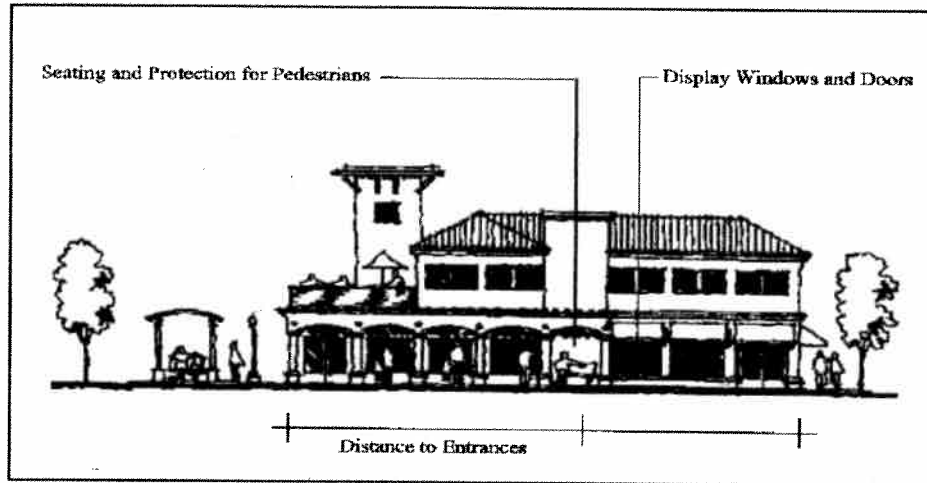 Seating and Protection for Pedestrians
Display Windows and Doors
Distance to Entrances